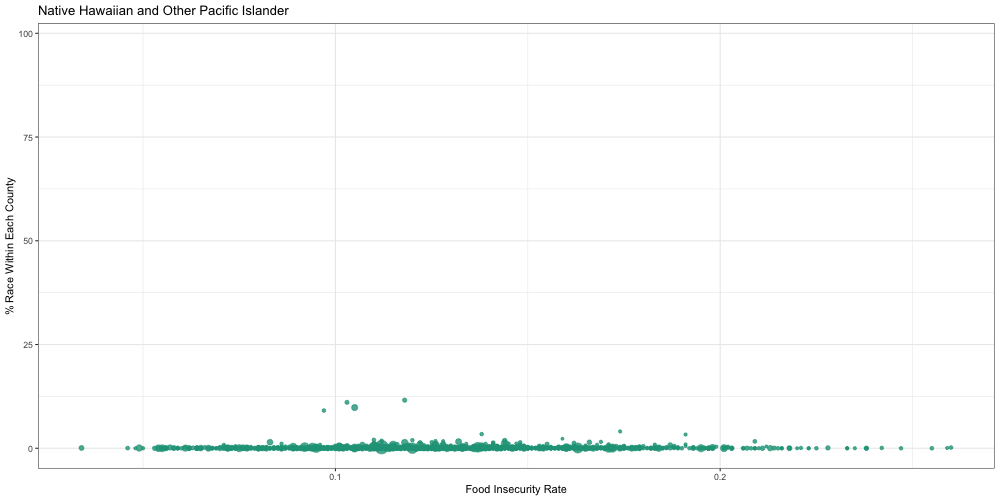 Native Hawaiian and Other Pacific Islander
% Race Within Each County
100
75
50
25
0
0.1
0.2
Food Insecurity Rate